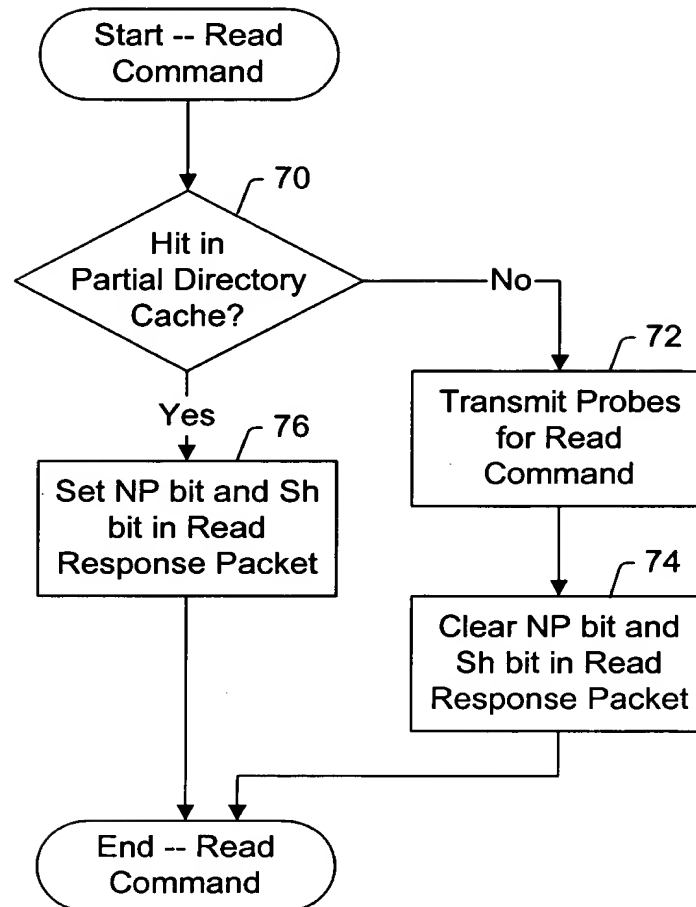 Start -- Read
Command
70
Hit in
Partial Directory
Cache?
No
72
Transmit Probes
for Read
Command
Yes
76
Set NP bit and Sh
bit in Read
Response Packet
74
Clear NP bit and
Sh bit in Read
Response Packet
End -- Read
Command